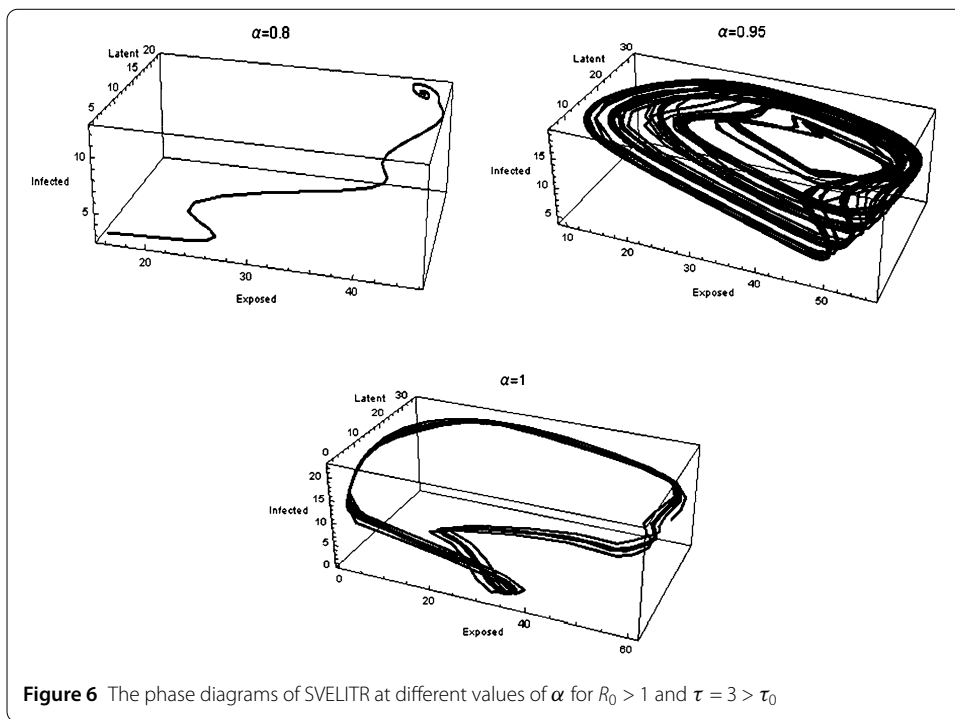 α=0.8
Latent
20
15
10
5
10
Infected
5
20
30
40
Exposed
α=0.95
Latent
30
20
10
15
Infected
10
5
10
20
30
40
50
Exposed
α=1
Latent
30
20
10
0
20
15
Infected
10
5
0
0
20
40
60
Exposed
Figure 6 The phase diagrams of SVELITR at different values of α for R₀ > 1 and τ = 3 > τ₀